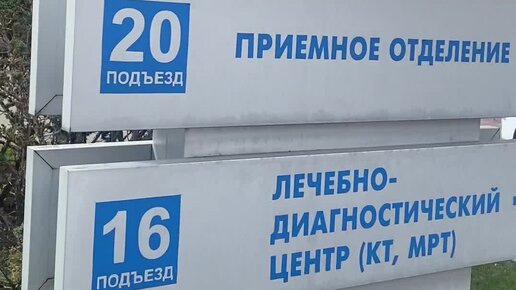 20
ПОДЪЕЗД
ПРИЕМНОЕ ОТДЕЛЕНИЕ
16
ПОДЪЕЗД
ЛЕЧЕБНО-
ДИАГНОСТИЧЕСКИЙ
ЦЕНТР (КТ, МРТ)